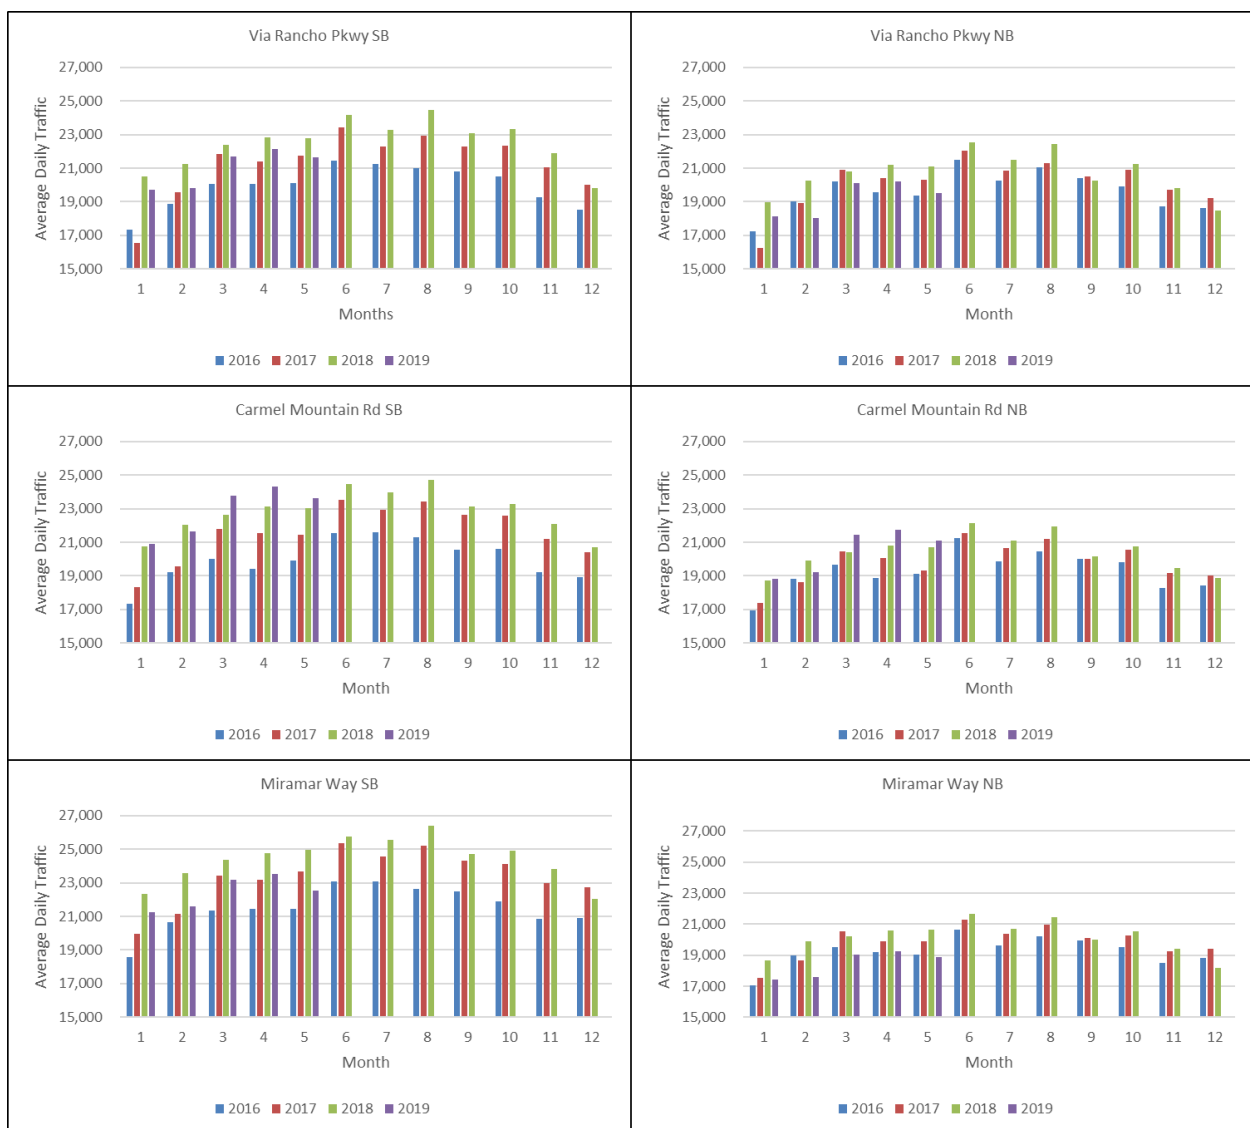 Via Rancho Pkwy SB
27,000
25,000
23,000
21,000
19,000
17,000
15,000
Average Daily Traffic
1 2 3 4 5 6 7 8 9 10 11 12
Months
2016 2017 2018 2019
Via Rancho Pkwy NB
27,000
25,000
23,000
21,000
19,000
17,000
15,000
Average Daily Traffic
1 2 3 4 5 6 7 8 9 10 11 12
Month
2016 2017 2018 2019
Carmel Mountain Rd SB
27,000
25,000
23,000
21,000
19,000
17,000
15,000
Average Daily Traffic
1 2 3 4 5 6 7 8 9 10 11 12
Month
2016 2017 2018 2019
Carmel Mountain Rd NB
27,000
25,000
23,000
21,000
19,000
17,000
15,000
Average Daily Traffic
1 2 3 4 5 6 7 8 9 10 11 12
Month
2016 2017 2018 2019
Miramar Way SB
27,000
25,000
23,000
21,000
19,000
17,000
15,000
Average Daily Traffic
1 2 3 4 5 6 7 8 9 10 11 12
Month
2016 2017 2018 2019
Miramar Way NB
27,000
25,000
23,000
21,000
19,000
17,000
15,000
Average Daily Traffic
1 2 3 4 5 6 7 8 9 10 11 12
Month
2016 2017 2018 2019